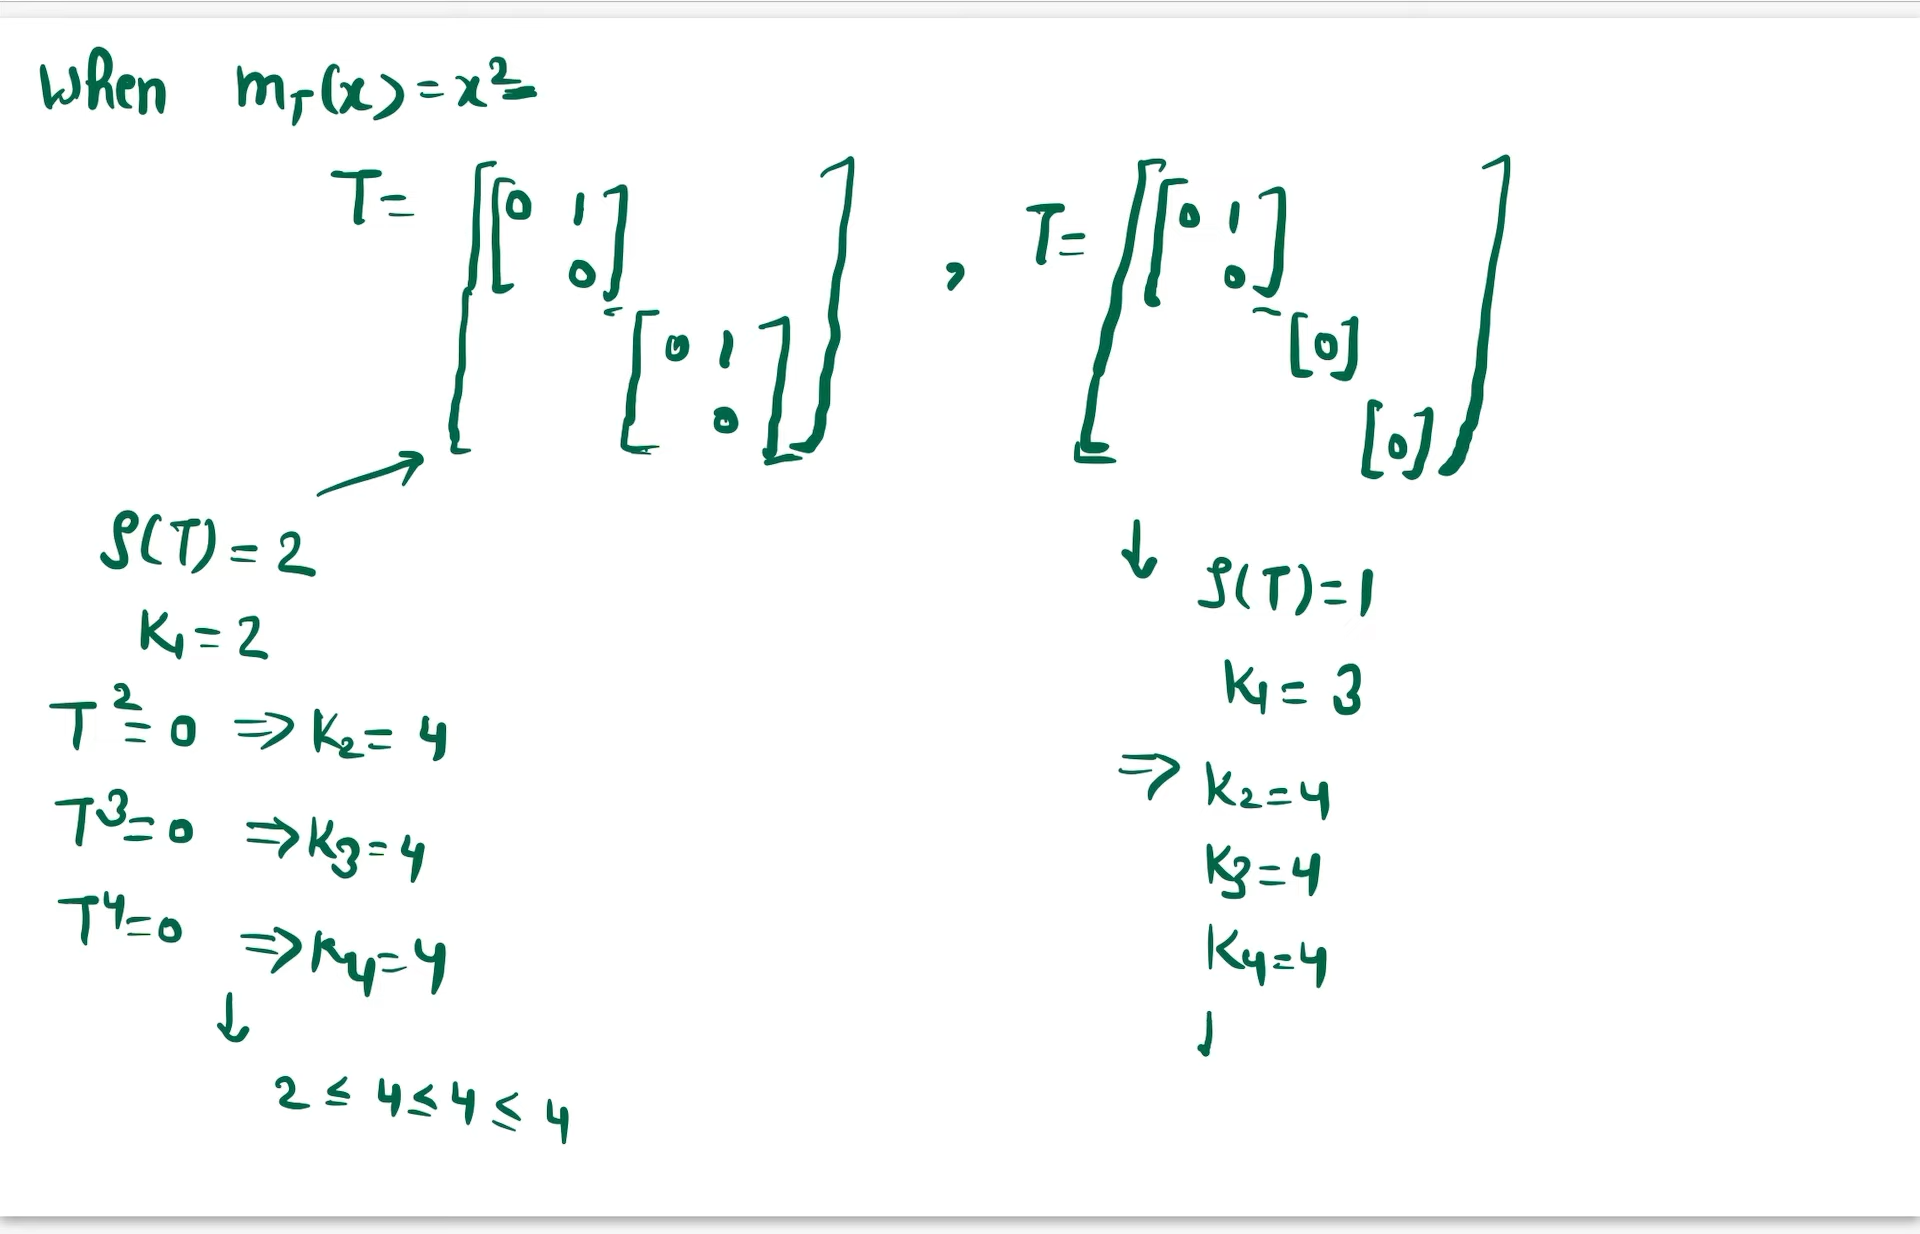 When m_T(x)=x²
T= [[0 1] , T= [[0 1]
0] 0]
[0 1] [0]
0]] [0]]
ρ(T)=2
K₁=2
T²=0 ⇒ K₂=4
T³=0 ⇒ K₃=4
T⁴=0 ⇒ K₄=4
↓
2 ≤ 4 ≤ 4 ≤ 4
↓ ρ(T)=1
K₁=3
⇒ K₂=4
K₃=4
K₄=4